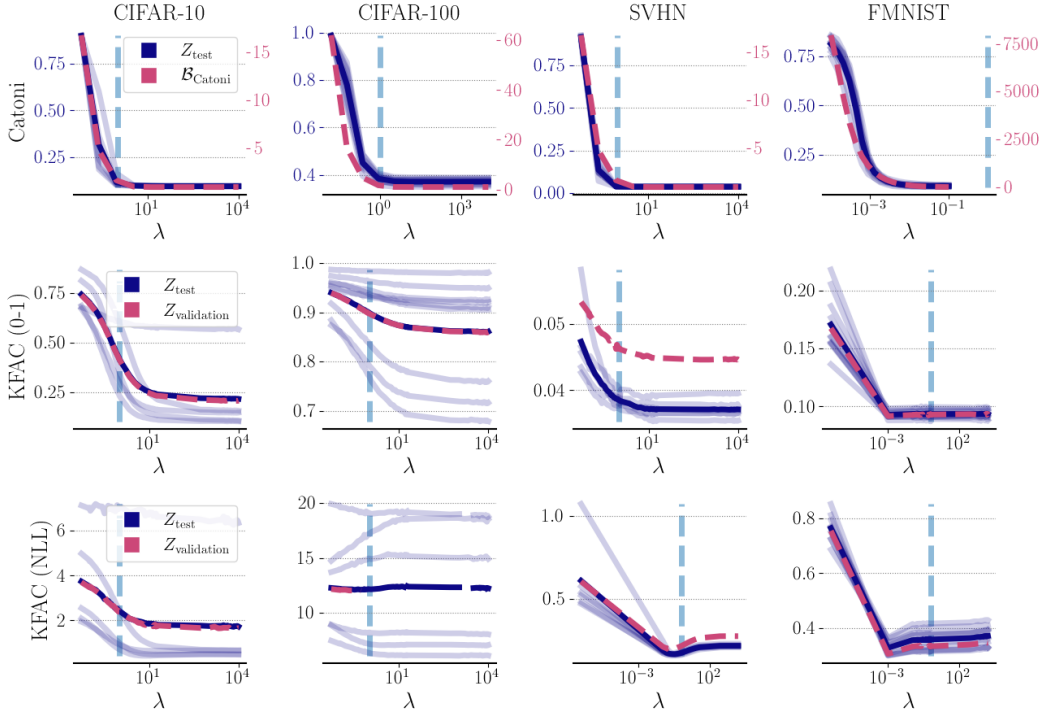 CIFAR-10 CIFAR-100 SVHN FMNIST
Catoni
0.75 0.50 0.25
Z_test
B_Catoni
15 10 5
10^1 10^4
λ
1.0 0.8 0.6 0.4
60 40 20 0
10^0 10^3
λ
0.75 0.50 0.25 0.00
15 10 5
10^1 10^4
λ
0.75 0.50 0.25
7500 5000 2500 0
10^-3 10^-1
λ
KFAC (0-1)
0.75 0.50 0.25
Z_test
Z_validation
10^1 10^4
λ
1.0 0.9 0.8 0.7
10^1 10^4
λ
0.05 0.04
10^1 10^4
λ
0.20 0.15 0.10
10^-3 10^2
λ
KFAC (NLL)
6 4 2
Z_test
Z_validation
10^1 10^4
λ
20 18 15 12 10
10^1 10^4
λ
1.0 0.5
10^-3 10^2
λ
0.8 0.6 0.4
10^-3 10^2
λ